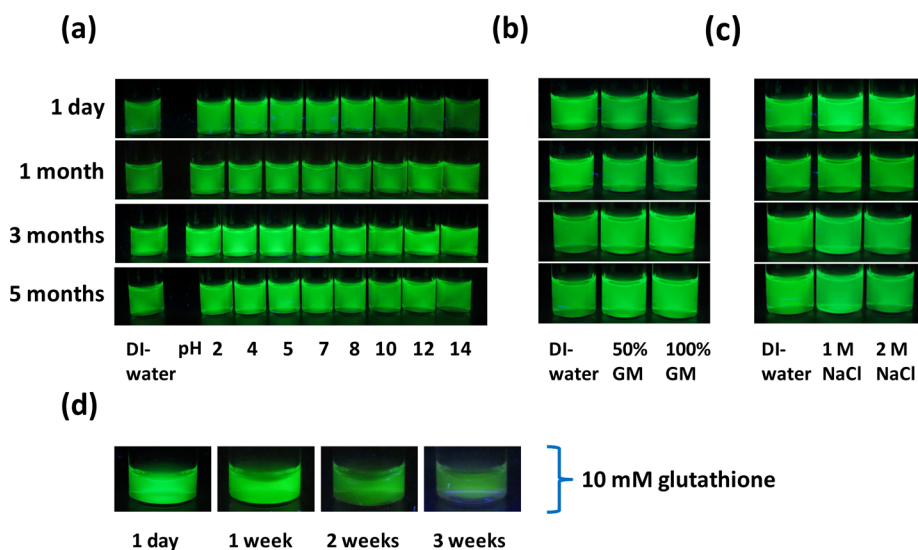 (a)
(b)
(c)
1 day
1 month
3 months
5 months
DI-
water
pH 2 4 5 7 8 10 12 14
DI-
water
50%
GM
100%
GM
DI-
water
1 M
NaCl
2 M
NaCl
(d)
10 mM glutathione
1 day
1 week
2 weeks
3 weeks